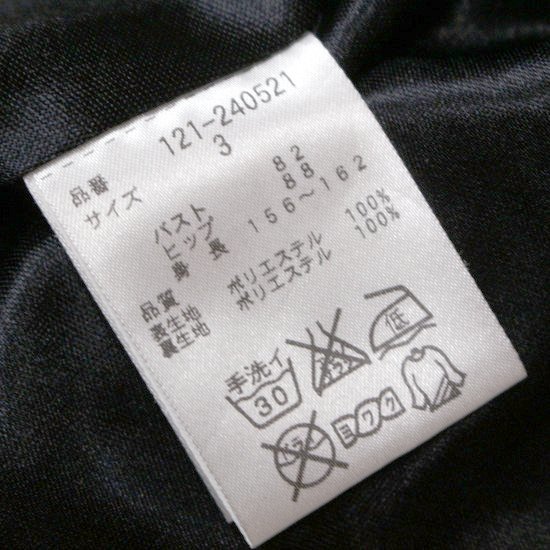 品番 121-240521
サイズ 3
バスト 82
ヒップ 88
身長 156～162
品質
表生地 ポリエステル 100%
裏生地 ポリエステル 100%
手洗イ
30
低
ヨワク